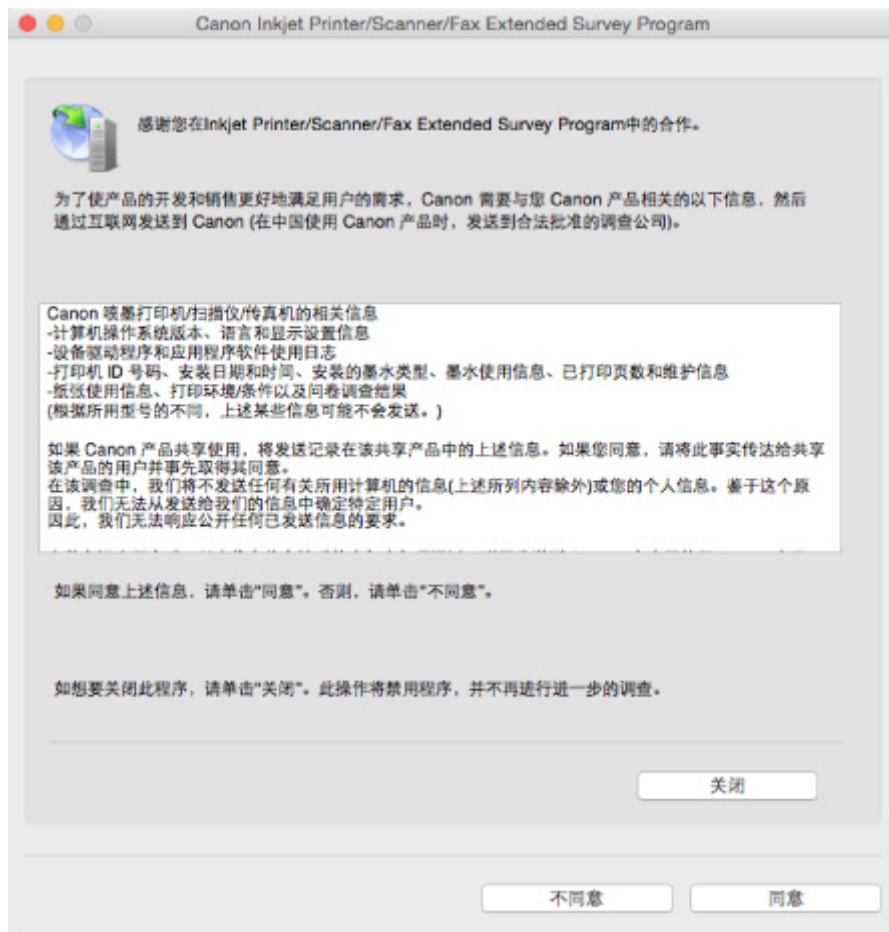 Canon Inkjet Printer/Scanner/Fax Extended Survey Program
感谢您在Inkjet Printer/Scanner/Fax Extended Survey Program中的合作。
为了使产品的开发和销售更好地满足用户的需求，Canon 需要与您 Canon 产品相关的以下信息，然后
通过互联网发送到 Canon (在中国使用 Canon 产品时，发送到合法批准的调查公司)。
Canon 喷墨打印机/扫描仪/传真机的相关信息
-计算机操作系统版本、语言和显示设置信息
-设备驱动程序和应用程序软件使用日志
-打印机 ID 号码、安装日期和时间、安装的墨水类型、墨水使用信息、已打印页数和维护信息
-纸张使用信息、打印环境/条件以及问卷调查结果
(根据所用型号的不同，上述某些信息可能不会发送。)
如果 Canon 产品共享使用，将发送记录在该共享产品中的上述信息。如果您同意，请将此事实传达给共享
该产品的用户并事先取得其同意。
在该调查中，我们将不发送任何有关所用计算机的信息(上述所列内容除外)或您的个人信息。鉴于这个原
因，我们无法从发送给我们的信息中确定特定用户。
因此，我们无法响应公开任何已发送信息的要求。
如果同意上述信息，请单击"同意"。否则，请单击"不同意"。
如想要关闭此程序，请单击"关闭"。此操作将禁用程序，并不再进行进一步的调查。
关闭
不同意
同意